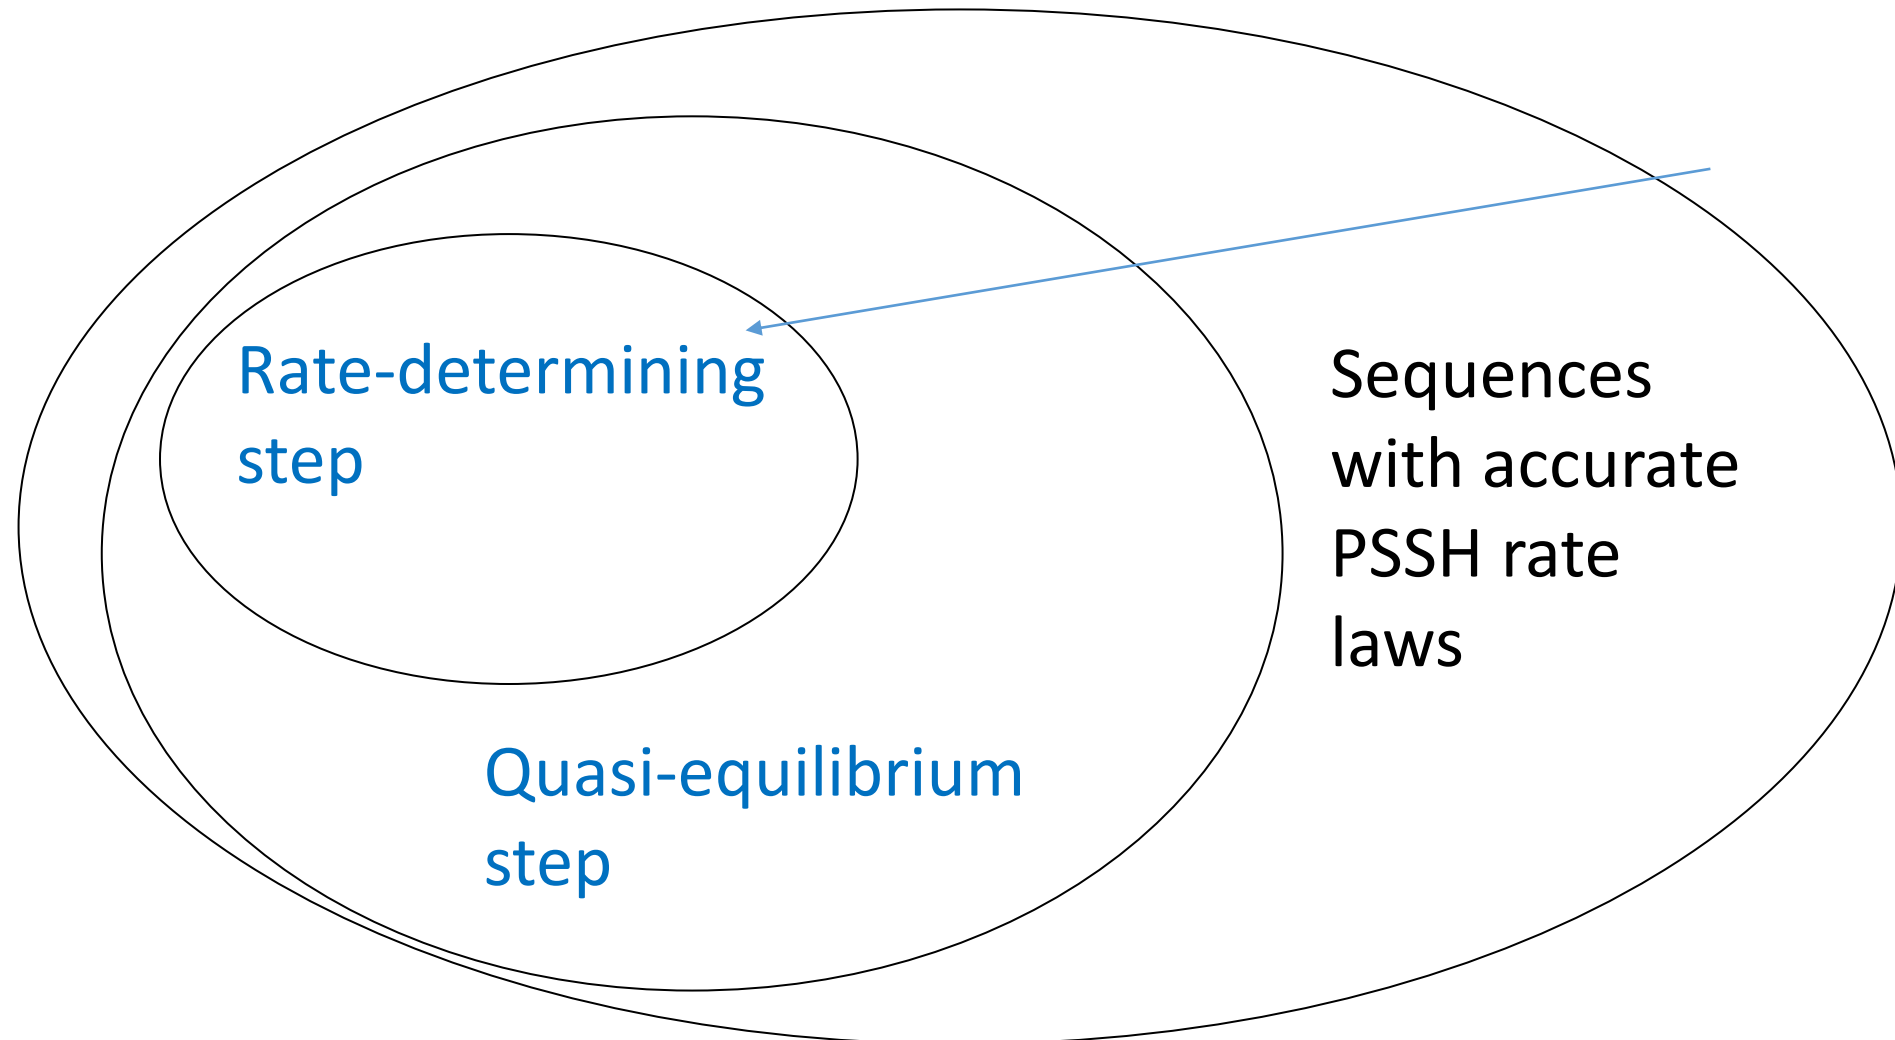 Rate-determining
step
Sequences
with accurate
PSSH rate
laws
Quasi-equilibrium
step